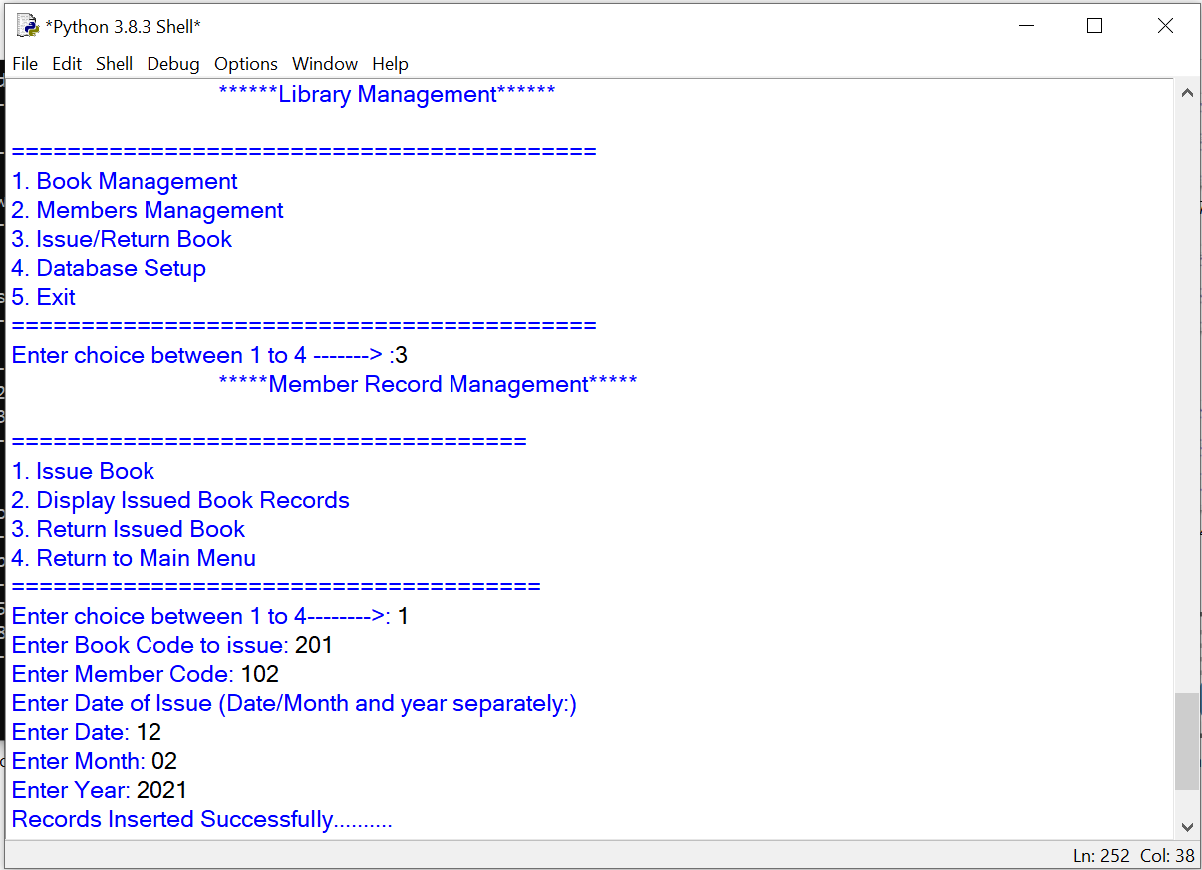 *Python 3.8.3 Shell*
File Edit Shell Debug Options Window Help
******Library Management******
==========================================
1. Book Management
2. Members Management
3. Issue/Return Book
4. Database Setup
5. Exit
==========================================
Enter choice between 1 to 4 -------> :3
*****Member Record Management*****
=====================================
1. Issue Book
2. Display Issued Book Records
3. Return Issued Book
4. Return to Main Menu
======================================
Enter choice between 1 to 4-------->: 1
Enter Book Code to issue: 201
Enter Member Code: 102
Enter Date of Issue (Date/Month and year separately:)
Enter Date: 12
Enter Month: 02
Enter Year: 2021
Records Inserted Successfully..........
Ln: 252 Col: 38